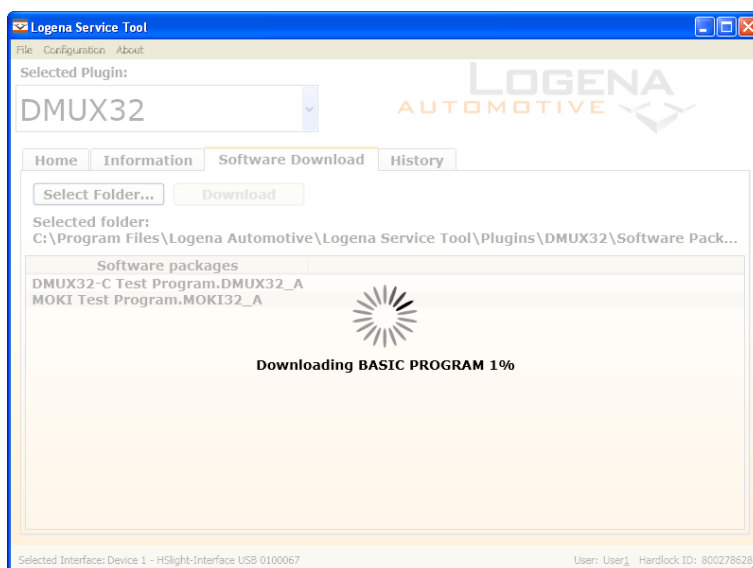 Logena Service Tool
File Configuration About
Selected Plugin:
LOGENA
AUTOMOTIVE
DMUX32
Home Information Software Download History
Select Folder... Download
Selected folder:
C:\Program Files\Logena Automotive\Logena Service Tool\Plugins\DMUX32\Software Pack...
Software packages
DMUX32-C Test Program.DMUX32_A
MOKI Test Program.MOKI32_A
Downloading BASIC PROGRAM 1%
Selected Interface: Device 1 - HSlight-Interface USB 0100067 User: User1 Hardlock ID: 800278628